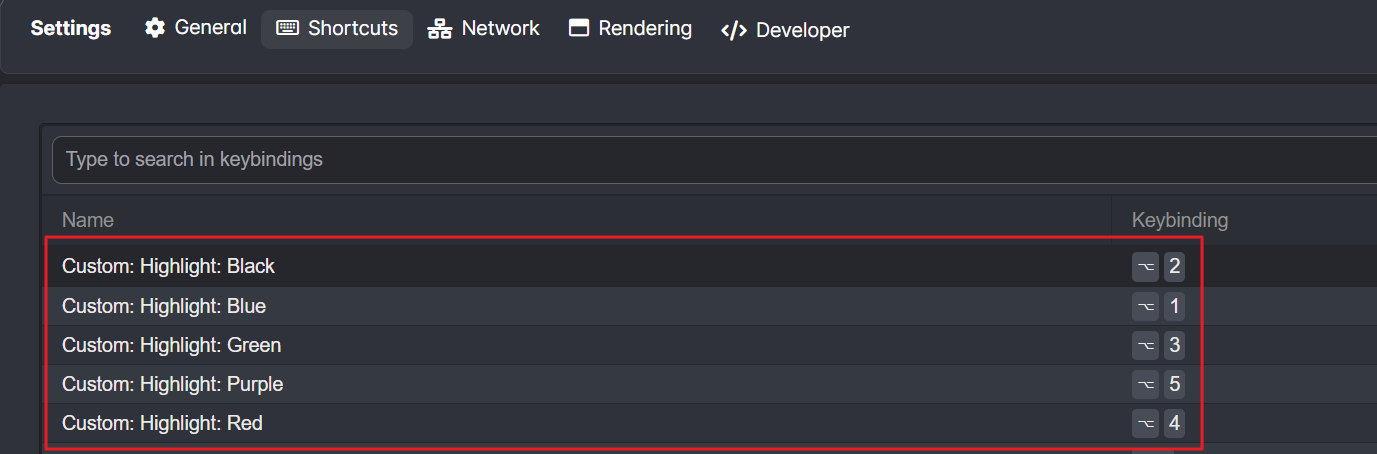 Settings General Shortcuts Network Rendering </> Developer
Type to search in keybindings
Name Keybinding
Custom: Highlight: Black ⌥ 2
Custom: Highlight: Blue ⌥ 1
Custom: Highlight: Green ⌥ 3
Custom: Highlight: Purple ⌥ 5
Custom: Highlight: Red ⌥ 4